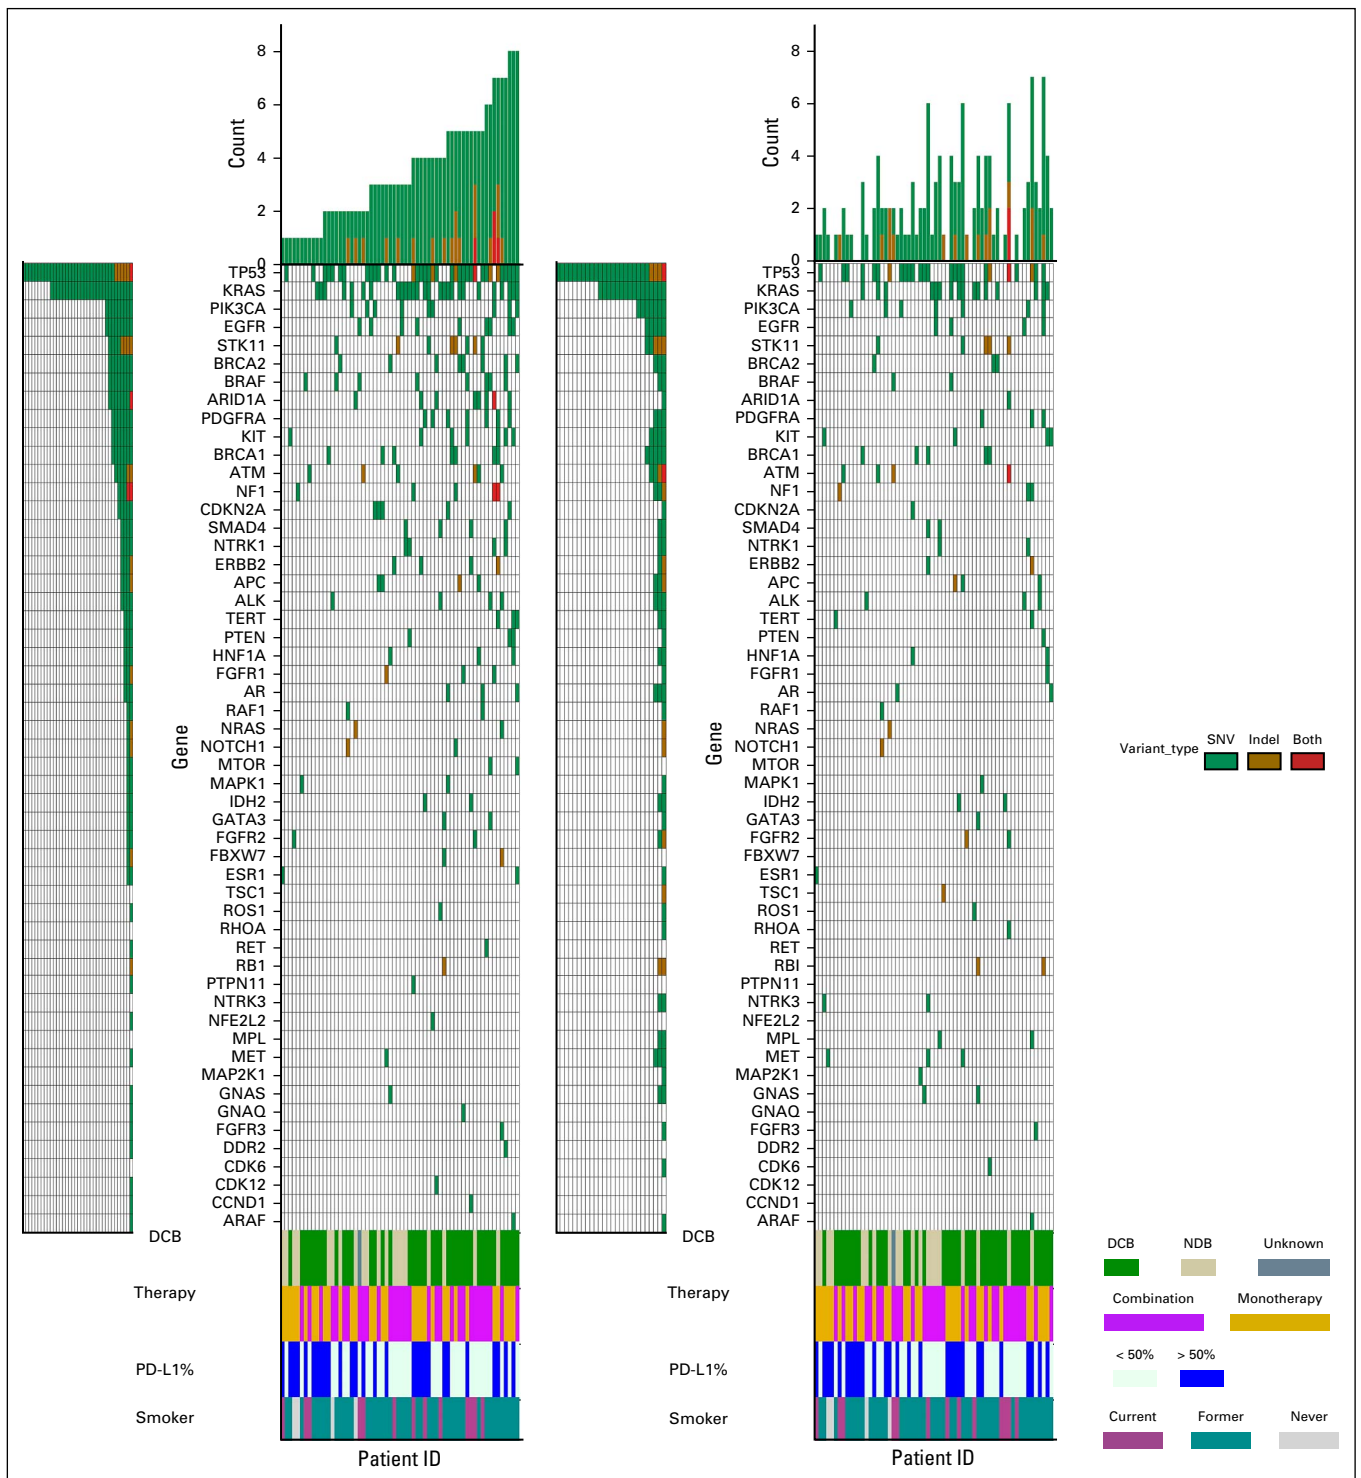 8
6
4
2
0
Count
TP53
KRAS
PIK3CA
EGFR
STK11
BRCA2
BRAF
ARID1A
PDGFRA
KIT
BRCA1
ATM
NF1
CDKN2A
SMAD4
NTRK1
ERBB2
APC
ALK
TERT
PTEN
HNF1A
FGFR1
AR
RAF1
NRAS
NOTCH1
MTOR
MAPK1
IDH2
GATA3
FGFR2
FBXW7
ESR1
TSC1
ROS1
RHOA
RET
RB1
PTPN11
NTRK3
NFE2L2
MPL
MET
MAP2K1
GNAS
GNAQ
FGFR3
DDR2
CDK6
CDK12
CCND1
ARAF
Gene
DCB
Therapy
PD-L1%
Smoker
Patient ID
8
6
4
2
0
Count
TP53
KRAS
PIK3CA
EGFR
STK11
BRCA2
BRAF
ARID1A
PDGFRA
KIT
BRCA1
ATM
NF1
CDKN2A
SMAD4
NTRK1
ERBB2
APC
ALK
TERT
PTEN
HNF1A
FGFR1
AR
RAF1
NRAS
NOTCH1
MTOR
MAPK1
IDH2
GATA3
FGFR2
FBXW7
ESR1
TSC1
ROS1
RHOA
RET
RBI
PTPN11
NTRK3
NFE2L2
MPL
MET
MAP2K1
GNAS
GNAQ
FGFR3
DDR2
CDK6
CDK12
CCND1
ARAF
Gene
DCB
Therapy
PD-L1%
Smoker
Patient ID
Variant_type SNV Indel Both
DCB NDB Unknown
Combination Monotherapy
< 50% > 50%
Current Former Never